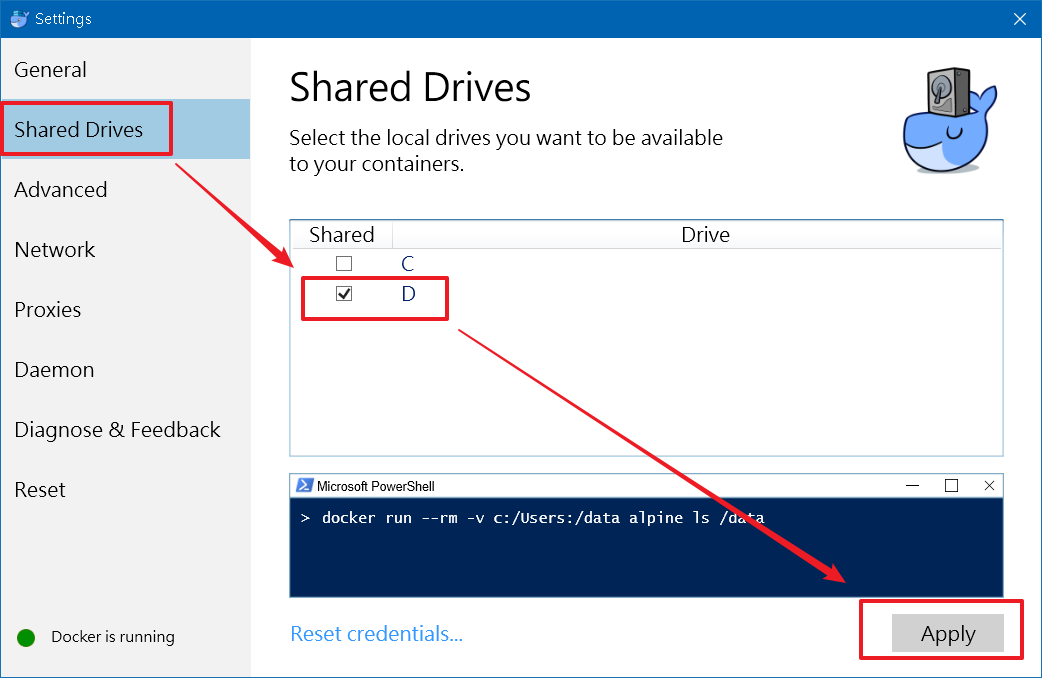 Settings
General
Shared Drives
Advanced
Network
Proxies
Daemon
Diagnose & Feedback
Reset
Docker is running
Shared Drives
Select the local drives you want to be available
to your containers.
Shared Drive
C
D
Microsoft PowerShell
> docker run --rm -v c:/Users:/data alpine ls /data
Reset credentials...
Apply